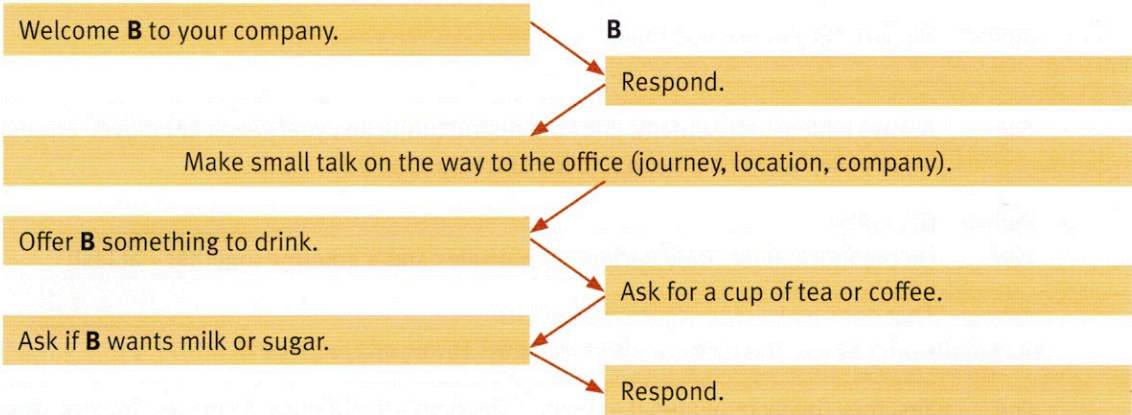 Welcome B to your company.
B
Respond.
Make small talk on the way to the office (journey, location, company).
Offer B something to drink.
Ask for a cup of tea or coffee.
Ask if B wants milk or sugar.
Respond.